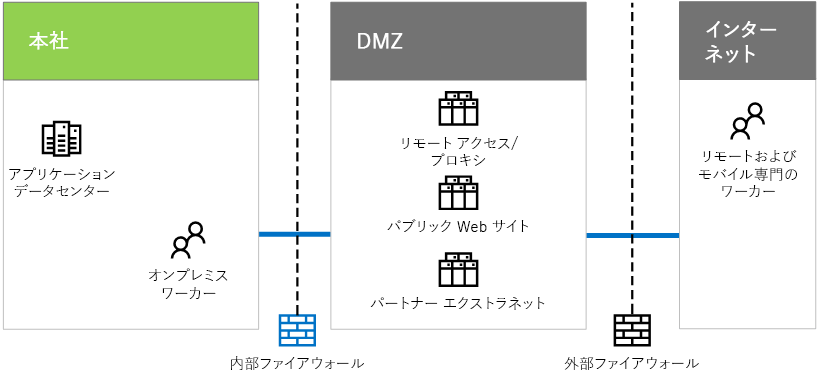 本社
アプリケーション
データセンター
オンプレミス
ワーカー
内部ファイアウォール
DMZ
リモート アクセス/
プロキシ
パブリック Web サイト
パートナー エクストラネット
外部ファイアウォール
インター
ネット
リモートおよび
モバイル専門の
ワーカー